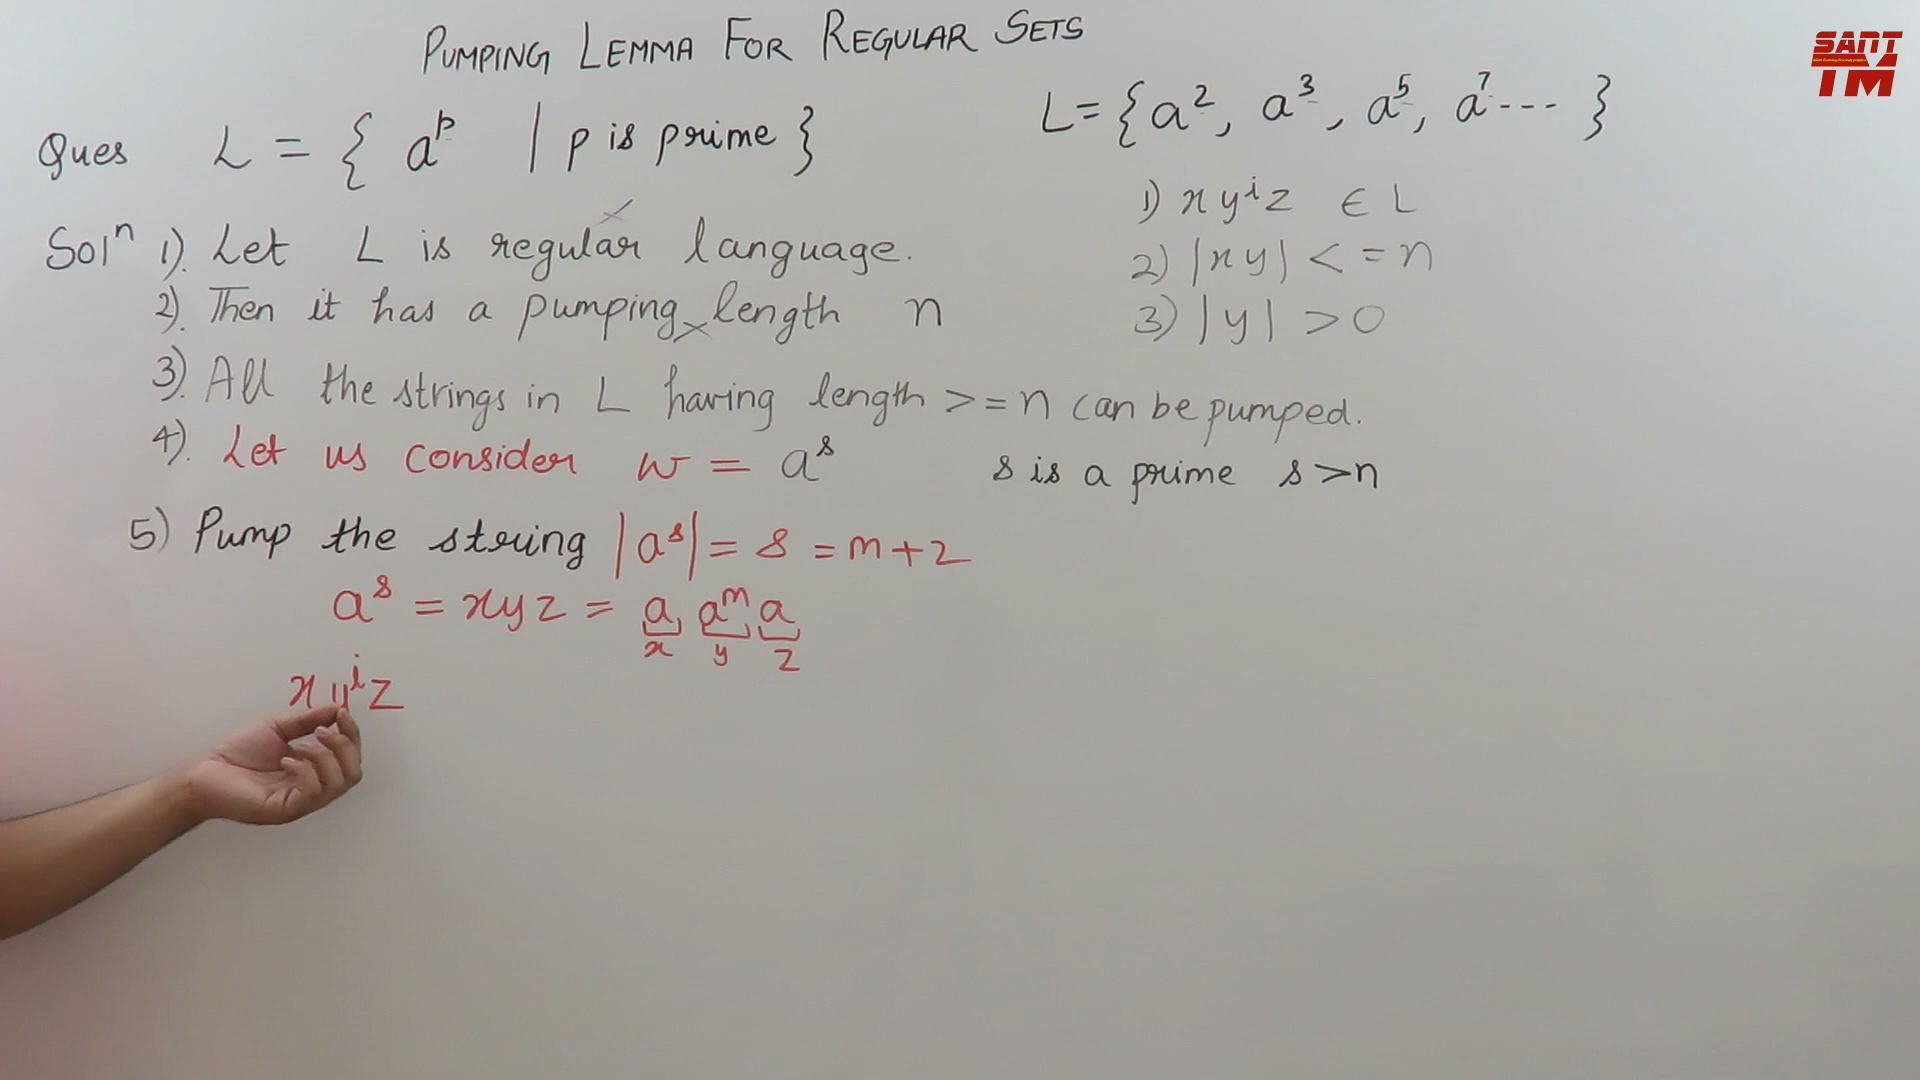 PUMPING LEMMA FOR REGULAR SETS
Ques L = { a^p | p is prime }
L = { a^2, a^3, a^5, a^7 --- }
1) x y^i z ∈ L
2) |xy| <= n
3) |y| > 0
Sol^n 1). Let L is regular language.
2). Then it has a pumping length n
3). All the strings in L having length >= n can be pumped.
4). Let us consider w = a^s s is a prime s > n
5) Pump the string |a^s| = s = m + 2
a^s = xyz = a a^m a
x y z
x y^i z
SANT
TM